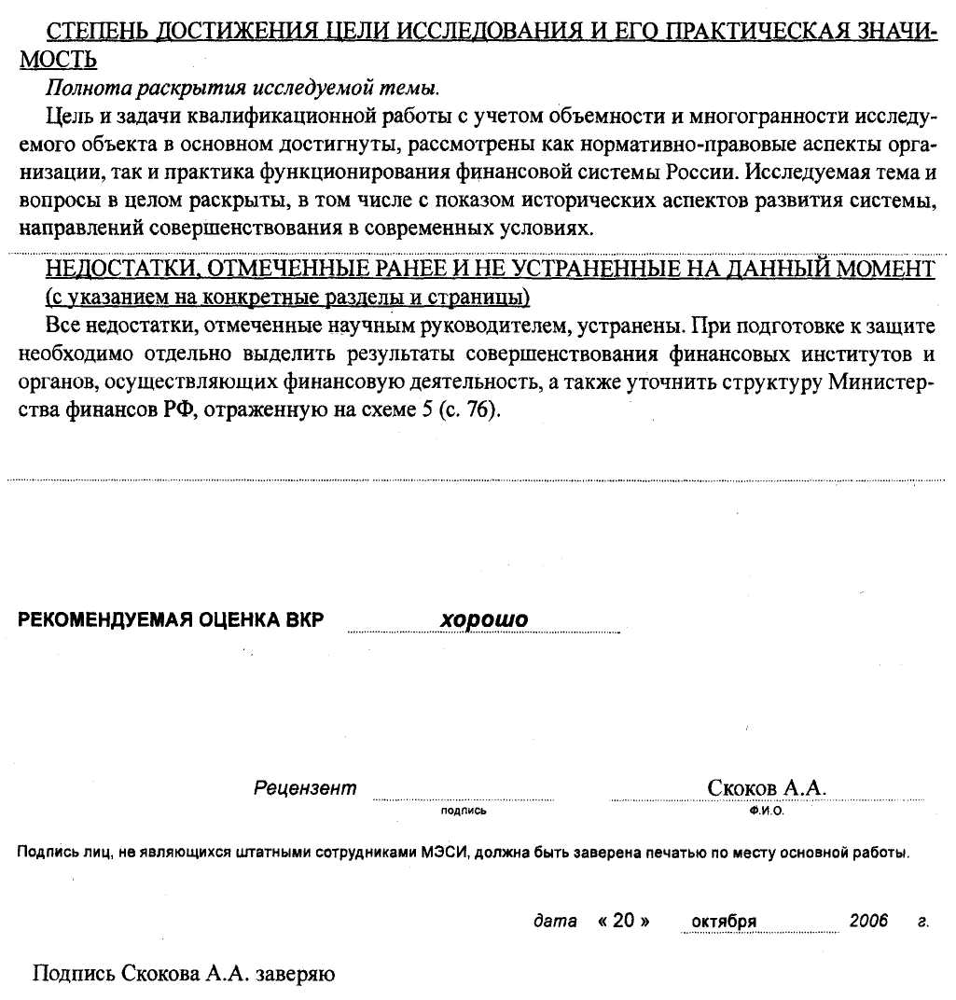 СТЕПЕНЬ ДОСТИЖЕНИЯ ЦЕЛИ ИССЛЕДОВАНИЯ И ЕГО ПРАКТИЧЕСКАЯ ЗНАЧИ-
МОСТЬ
Полнота раскрытия исследуемой темы.
Цель и задачи квалификационной работы с учетом объемности и многогранности исследу-
емого объекта в основном достигнуты, рассмотрены как нормативно-правовые аспекты орга-
низации, так и практика функционирования финансовой системы России. Исследуемая тема и
вопросы в целом раскрыты, в том числе с показом исторических аспектов развития системы,
направлений совершенствования в современных условиях.
НЕДОСТАТКИ, ОТМЕЧЕННЫЕ РАНЕЕ И НЕ УСТРАНЕННЫЕ НА ДАННЫЙ МОМЕНТ
(с указанием на конкретные разделы и страницы)
Все недостатки, отмеченные научным руководителем, устранены. При подготовке к защите
необходимо отдельно выделить результаты совершенствования финансовых институтов и
органов, осуществляющих финансовую деятельность, а также уточнить структуру Министер-
ства финансов РФ, отраженную на схеме 5 (с. 76).
РЕКОМЕНДУЕМАЯ ОЦЕНКА ВКР хорошо
Рецензент Скоков А.А.
подпись Ф.И.О.
Подпись лиц, не являющихся штатными сотрудниками МЭСИ, должна быть заверена печатью по месту основной работы.
дата « 20 » октября 2006 г.
Подпись Скокова А.А. заверяю